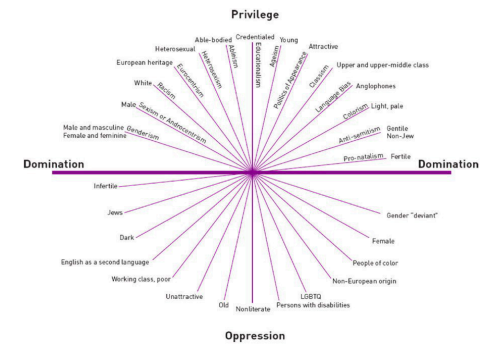 Privilege
Credentialed
Able-bodied
Young
Heterosexual
Attractive
European heritage
Upper and upper-middle class
White
Anglophones
Male
Light, pale
Male and masculine
Female and feminine
Gentile
Non-Jew
Fertile
Genderism
Sexism or Androcentrism
Racism
Eurocentrism
Heterosexism
Ableism
Educationalism
Ageism
Politics of Appearance
Classism
Language Bias
Colorism
Anti-semitism
Pro-natalism
Domination
Domination
Infertile
Jews
Dark
English as a second language
Working class, poor
Unattractive
Old
Nonliterate
Persons with disabilities
LGBTQ
Non-European origin
People of color
Female
Gender "deviant"
Oppression